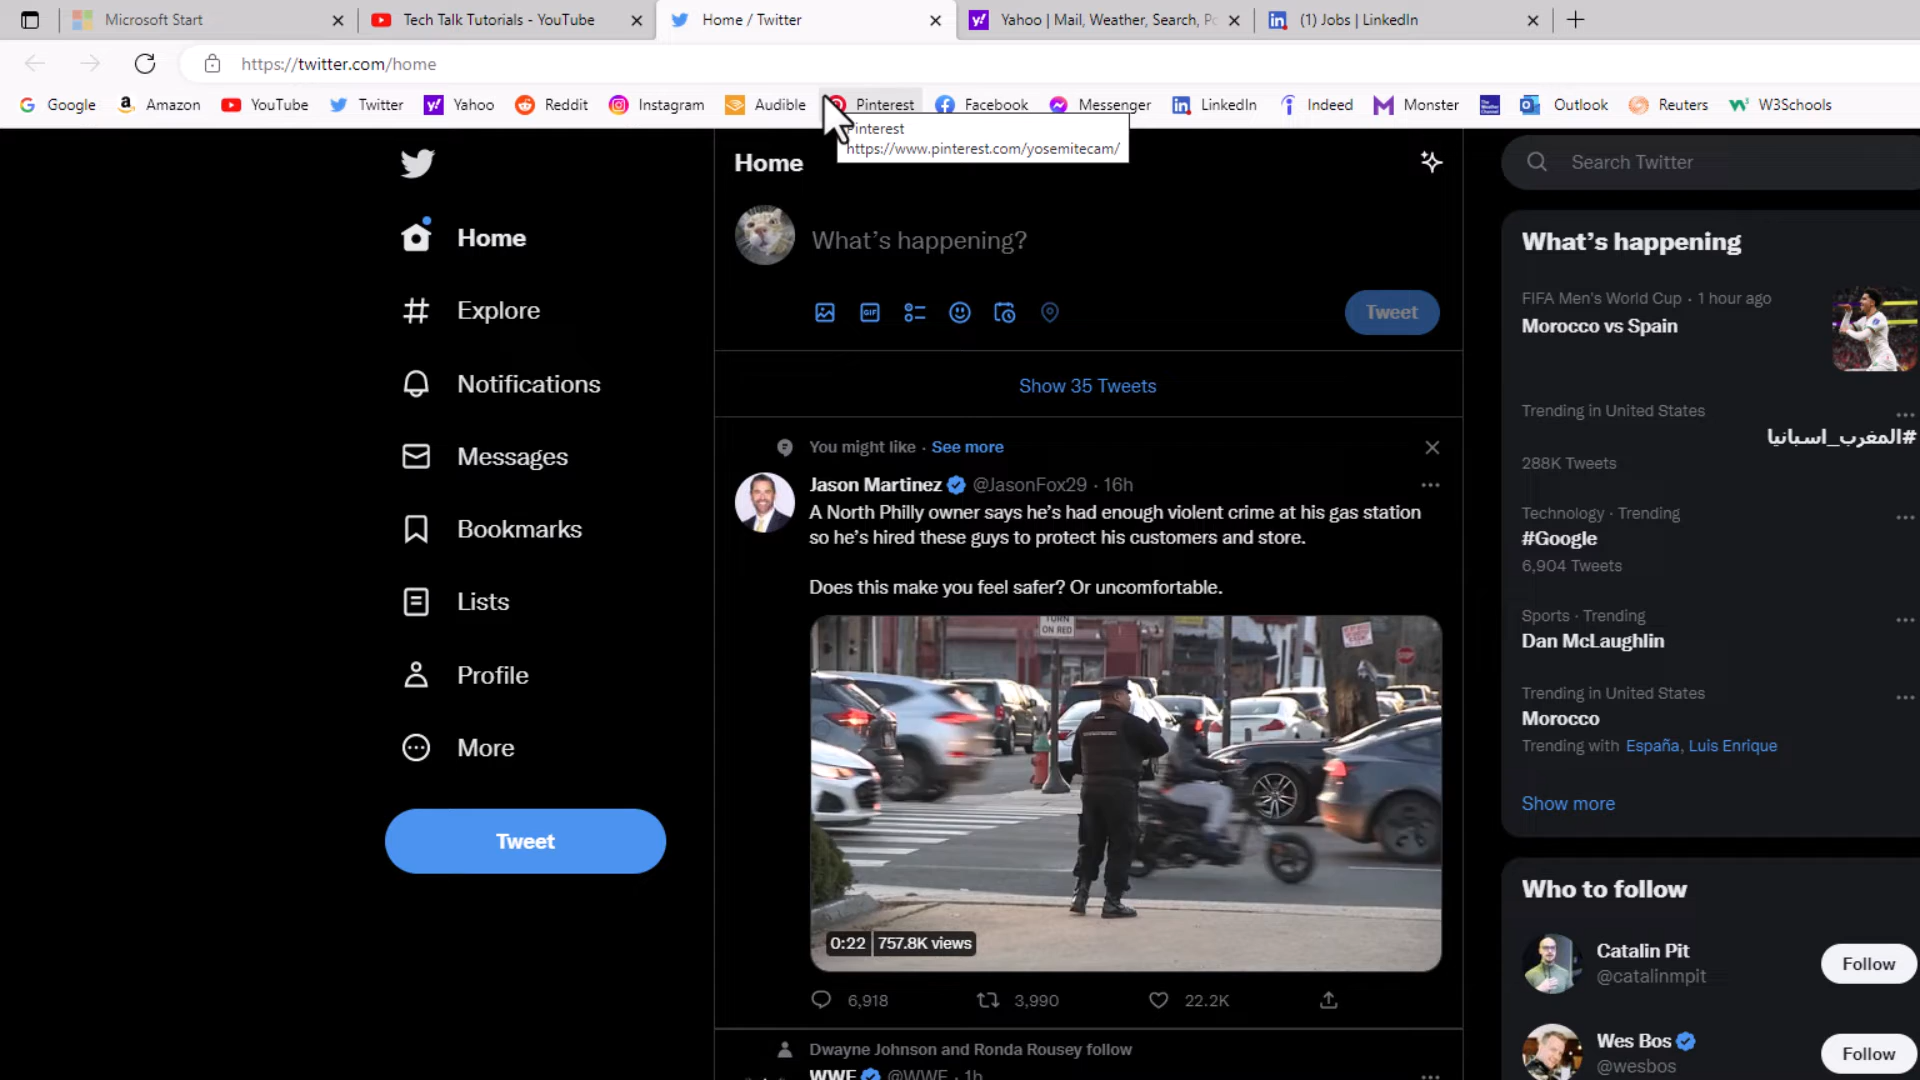 Microsoft Start
Tech Talk Tutorials - YouTube
Home / Twitter
Yahoo | Mail, Weather, Search, Po
(1) Jobs | LinkedIn
https://twitter.com/home
Google
Amazon
YouTube
Twitter
Yahoo
Reddit
Instagram
Audible
Pinterest
Facebook
Messenger
LinkedIn
Indeed
Monster
Outlook
Reuters
W3Schools
Pinterest
https://www.pinterest.com/yosemitecam/
Home
Explore
Notifications
Messages
Bookmarks
Lists
Profile
More
Tweet
Home
What's happening?
GIF
Tweet
Show 35 Tweets
You might like · See more
Jason Martinez @JasonFox29 · 16h
A North Philly owner says he's had enough violent crime at his gas station
so he's hired these guys to protect his customers and store.
Does this make you feel safer? Or uncomfortable.
TURN
ON RED
STOP
0:22
757.8K views
6,918
3,990
22.2K
Dwayne Johnson and Ronda Rousey follow
WWE @WWE · 1h
Search Twitter
What's happening
FIFA Men's World Cup · 1 hour ago
Morocco vs Spain
Trending in United States
#المغرب_اسبانيا
288K Tweets
Technology · Trending
#Google
6,904 Tweets
Sports · Trending
Dan McLaughlin
Trending in United States
Morocco
Trending with España, Luis Enrique
Show more
Who to follow
Catalin Pit
@catalinmpit
Follow
Wes Bos
@wesbos
Follow